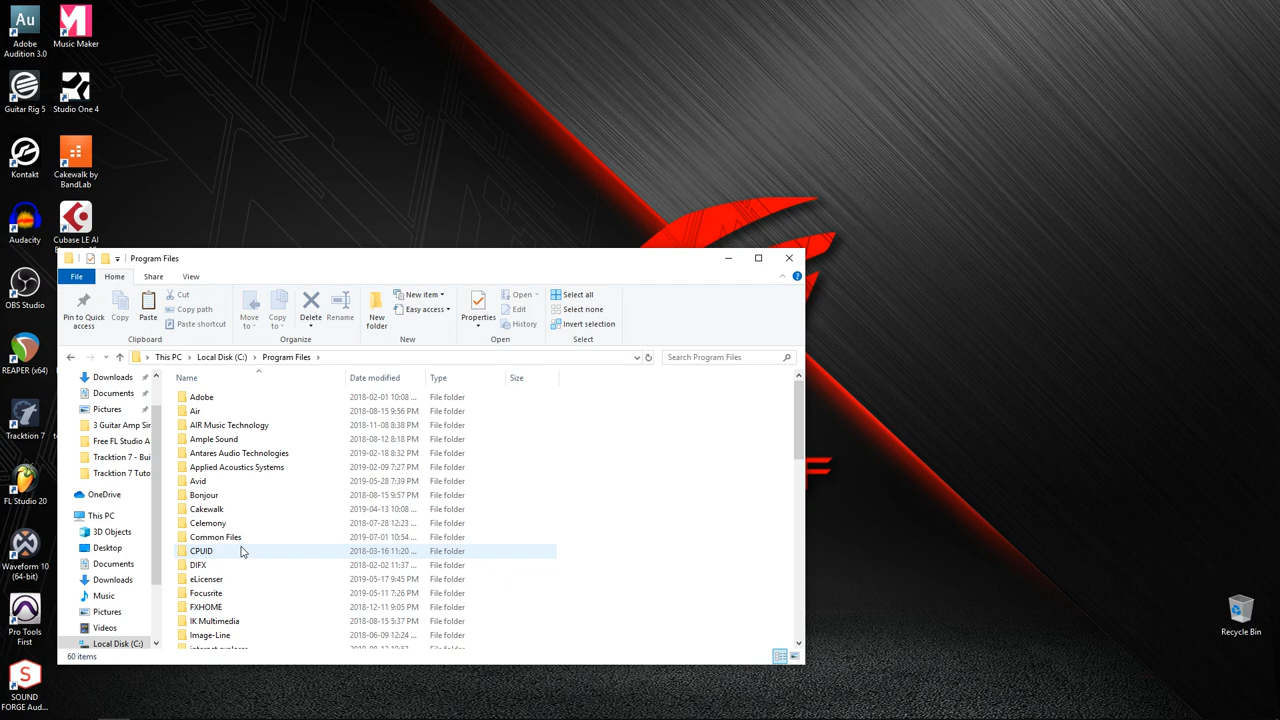 Au
Adobe
Audition 3.0
Music Maker
Guitar Rig 5
Studio One 4
Kontakt
Cakewalk by
BandLab
Audacity
Cubase LE AI
OBS Studio
REAPER (x64)
Tracktion 7
FL Studio 20
Waveform 10
(64-bit)
Pro Tools
First
SOUND
FORGE Aud...
Program Files
File
Home
Share
View
Pin to Quick
access
Copy
Paste
Cut
Copy path
Paste shortcut
Clipboard
Move
to
Copy
to
Delete
Rename
Organize
New
folder
New item
Easy access
New
Properties
Open
Edit
History
Open
Select all
Select none
Invert selection
Select
This PC
Local Disk (C:)
Program Files
Search Program Files
Downloads
Documents
Pictures
3 Guitar Amp Sir
Free FL Studio A
Tracktion 7 - Bui
Tracktion 7 Tuto
OneDrive
This PC
3D Objects
Desktop
Documents
Downloads
Music
Pictures
Videos
Local Disk (C:)
Name Date modified Type Size
Adobe 2018-02-01 10:08 ... File folder
Air 2018-08-15 9:56 PM File folder
AIR Music Technology 2018-11-08 8:38 PM File folder
Ample Sound 2018-08-12 8:18 PM File folder
Antares Audio Technologies 2019-02-18 8:32 PM File folder
Applied Acoustics Systems 2019-02-09 7:27 PM File folder
Avid 2019-05-28 7:39 PM File folder
Bonjour 2018-08-15 9:57 PM File folder
Cakewalk 2019-04-13 10:08 ... File folder
Celemony 2018-07-28 12:23 ... File folder
Common Files 2019-07-01 10:54 ... File folder
CPUID 2018-03-16 11:20 ... File folder
DIFX 2018-02-02 11:37 ... File folder
eLicenser 2019-05-17 9:45 PM File folder
Focusrite 2019-05-11 7:26 PM File folder
FXHOME 2018-12-11 9:05 PM File folder
IK Multimedia 2018-08-15 5:37 PM File folder
Image-Line 2018-06-09 12:24 ... File folder
60 items
Recycle Bin